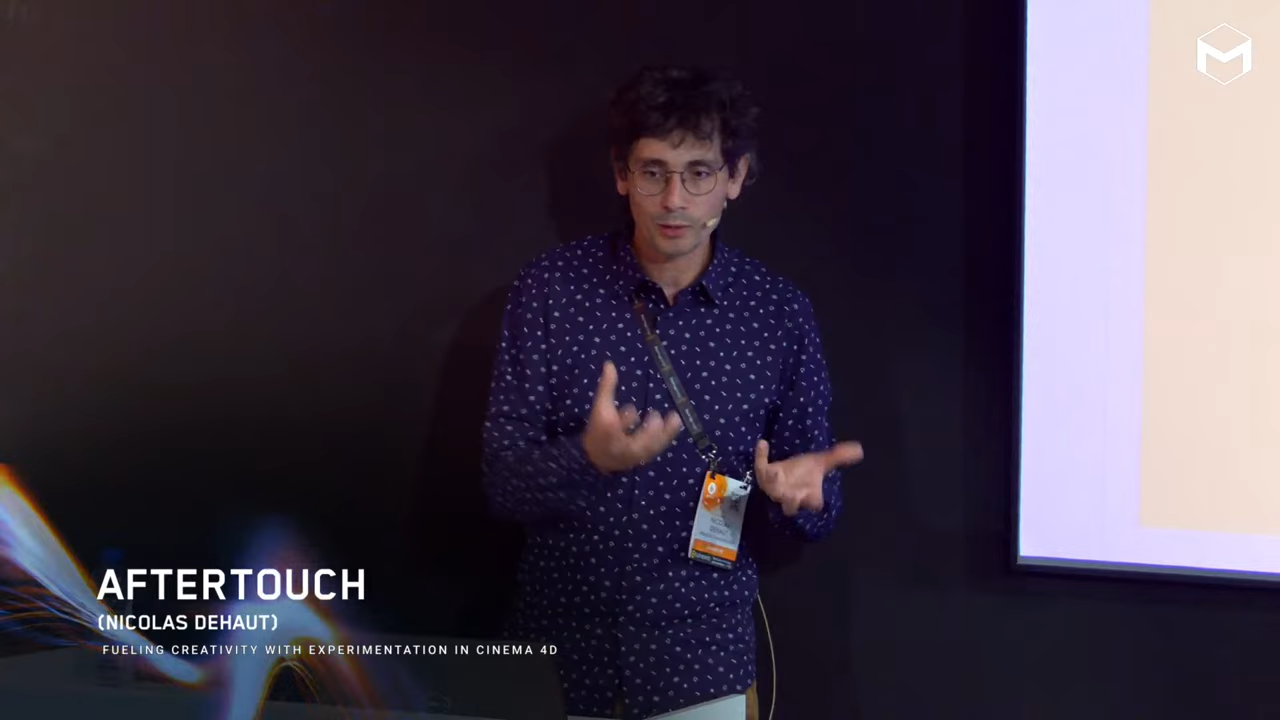 AFTERTOUCH
(NICOLAS DEHAUT)
FUELING CREATIVITY WITH EXPERIMENTATION IN CINEMA 4D